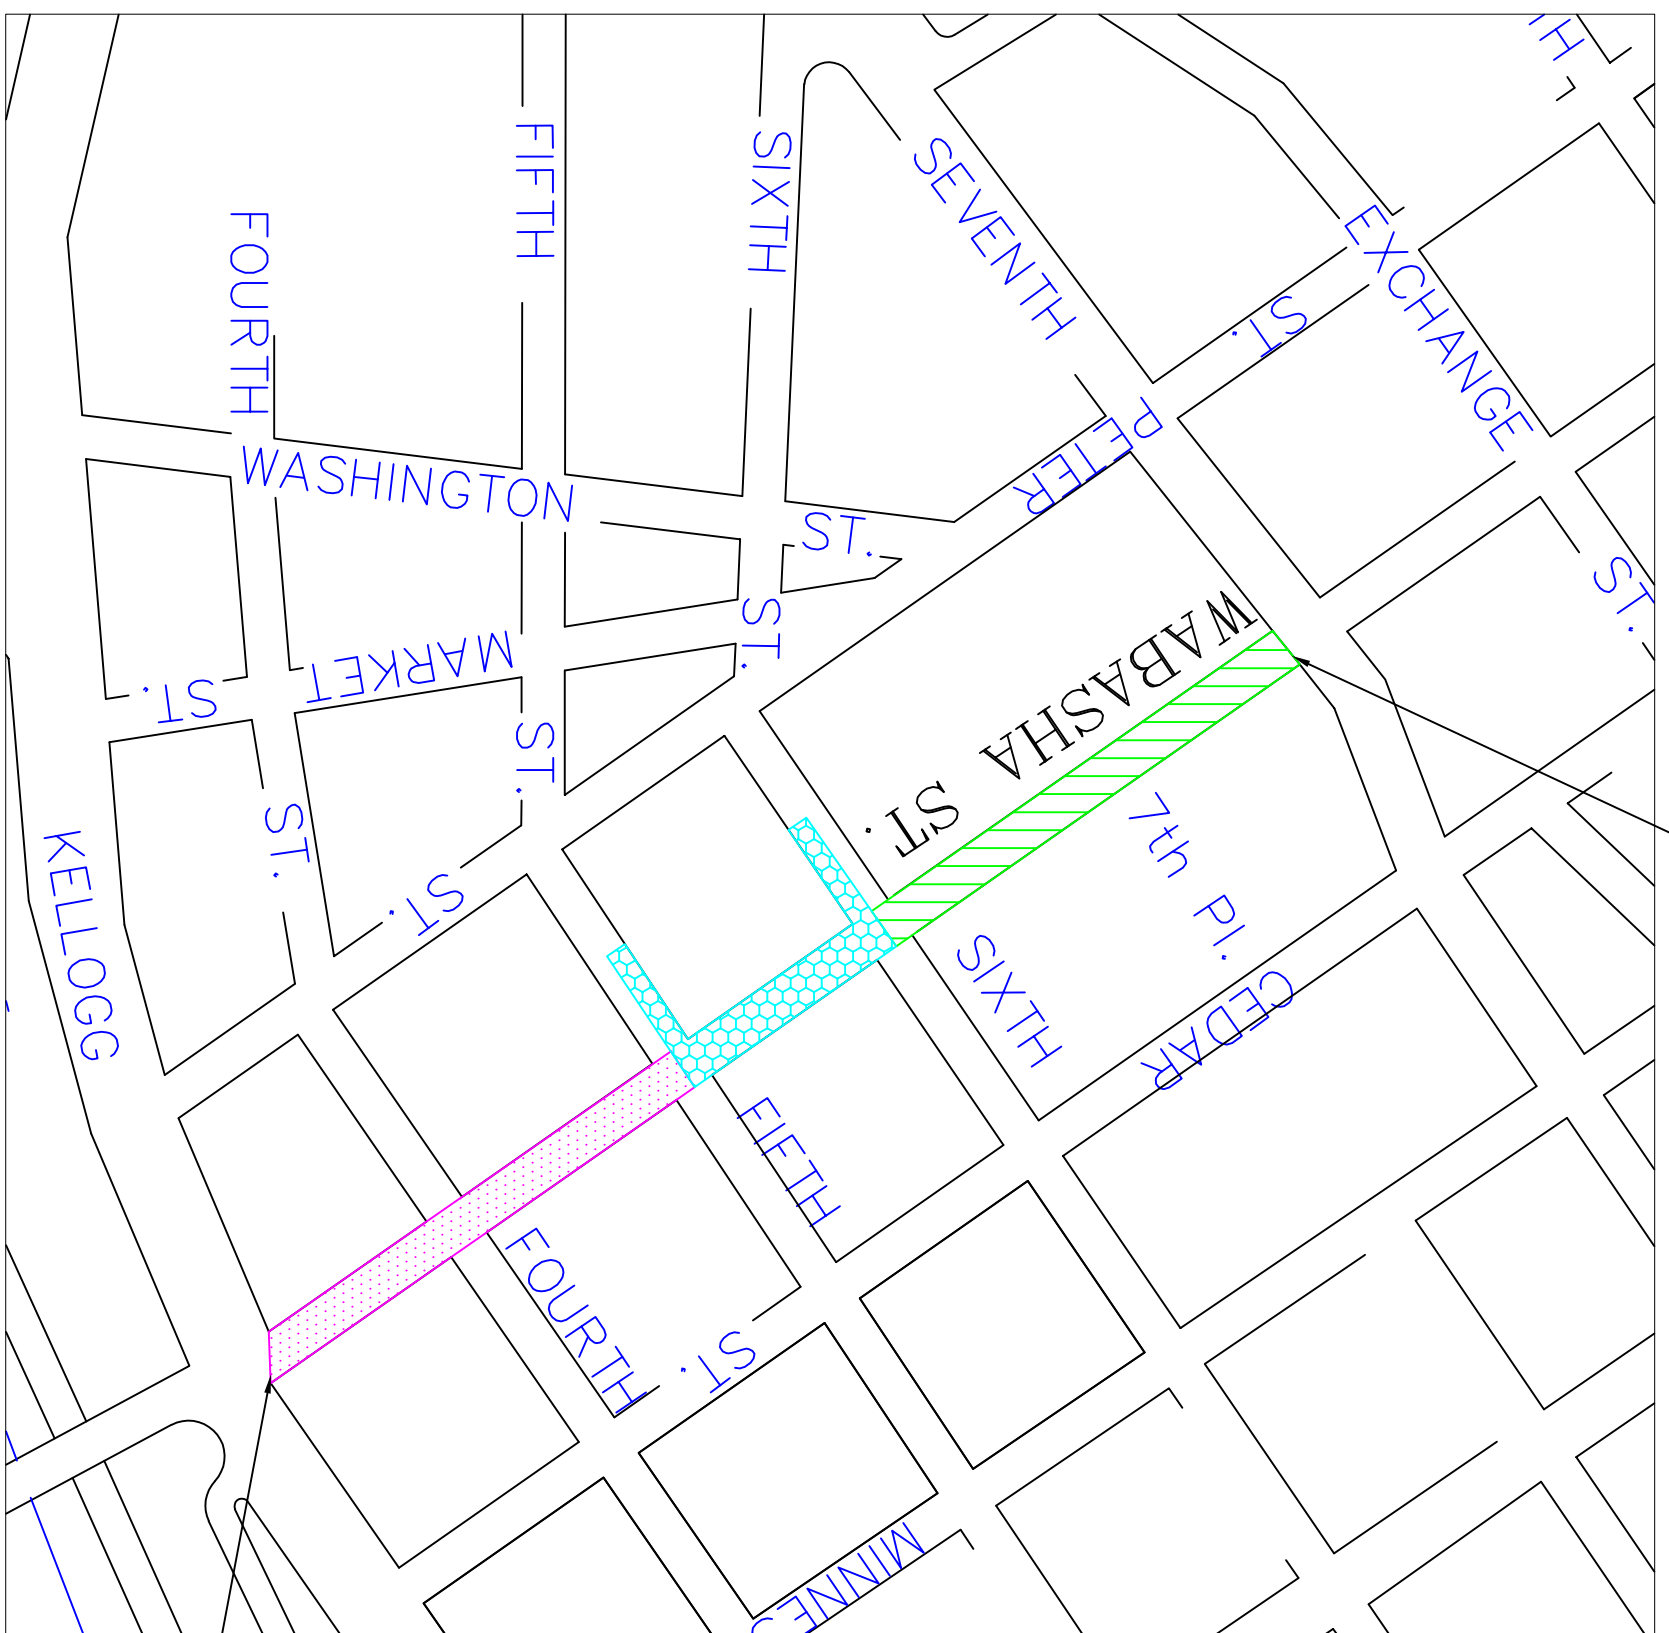 FIFTH
SIXTH
SEVENTH
FOURTH
EXCHANGE
ST.
PETER
ST.
WASHINGTON
ST.
ST.
MARKET
ST.
ST.
WABASHA
ST.
ST.
ST.
KELLOGG
7th Pl.
SIXTH
CEDAR
FIFTH
FOURTH
ST.